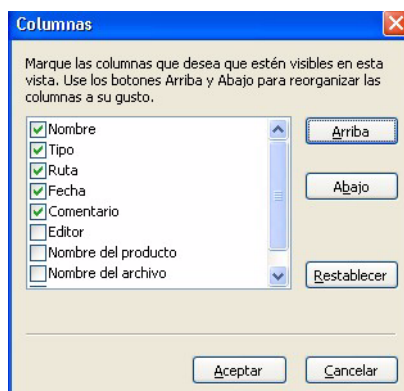 Columnas
Marque las columnas que desea que estén visibles en esta
vista. Use los botones Arriba y Abajo para reorganizar las
columnas a su gusto.
Nombre
Arriba
Tipo
Ruta
Fecha
Abajo
Comentario
Editor
Nombre del producto
Nombre del archivo
Restablecer
Aceptar
Cancelar